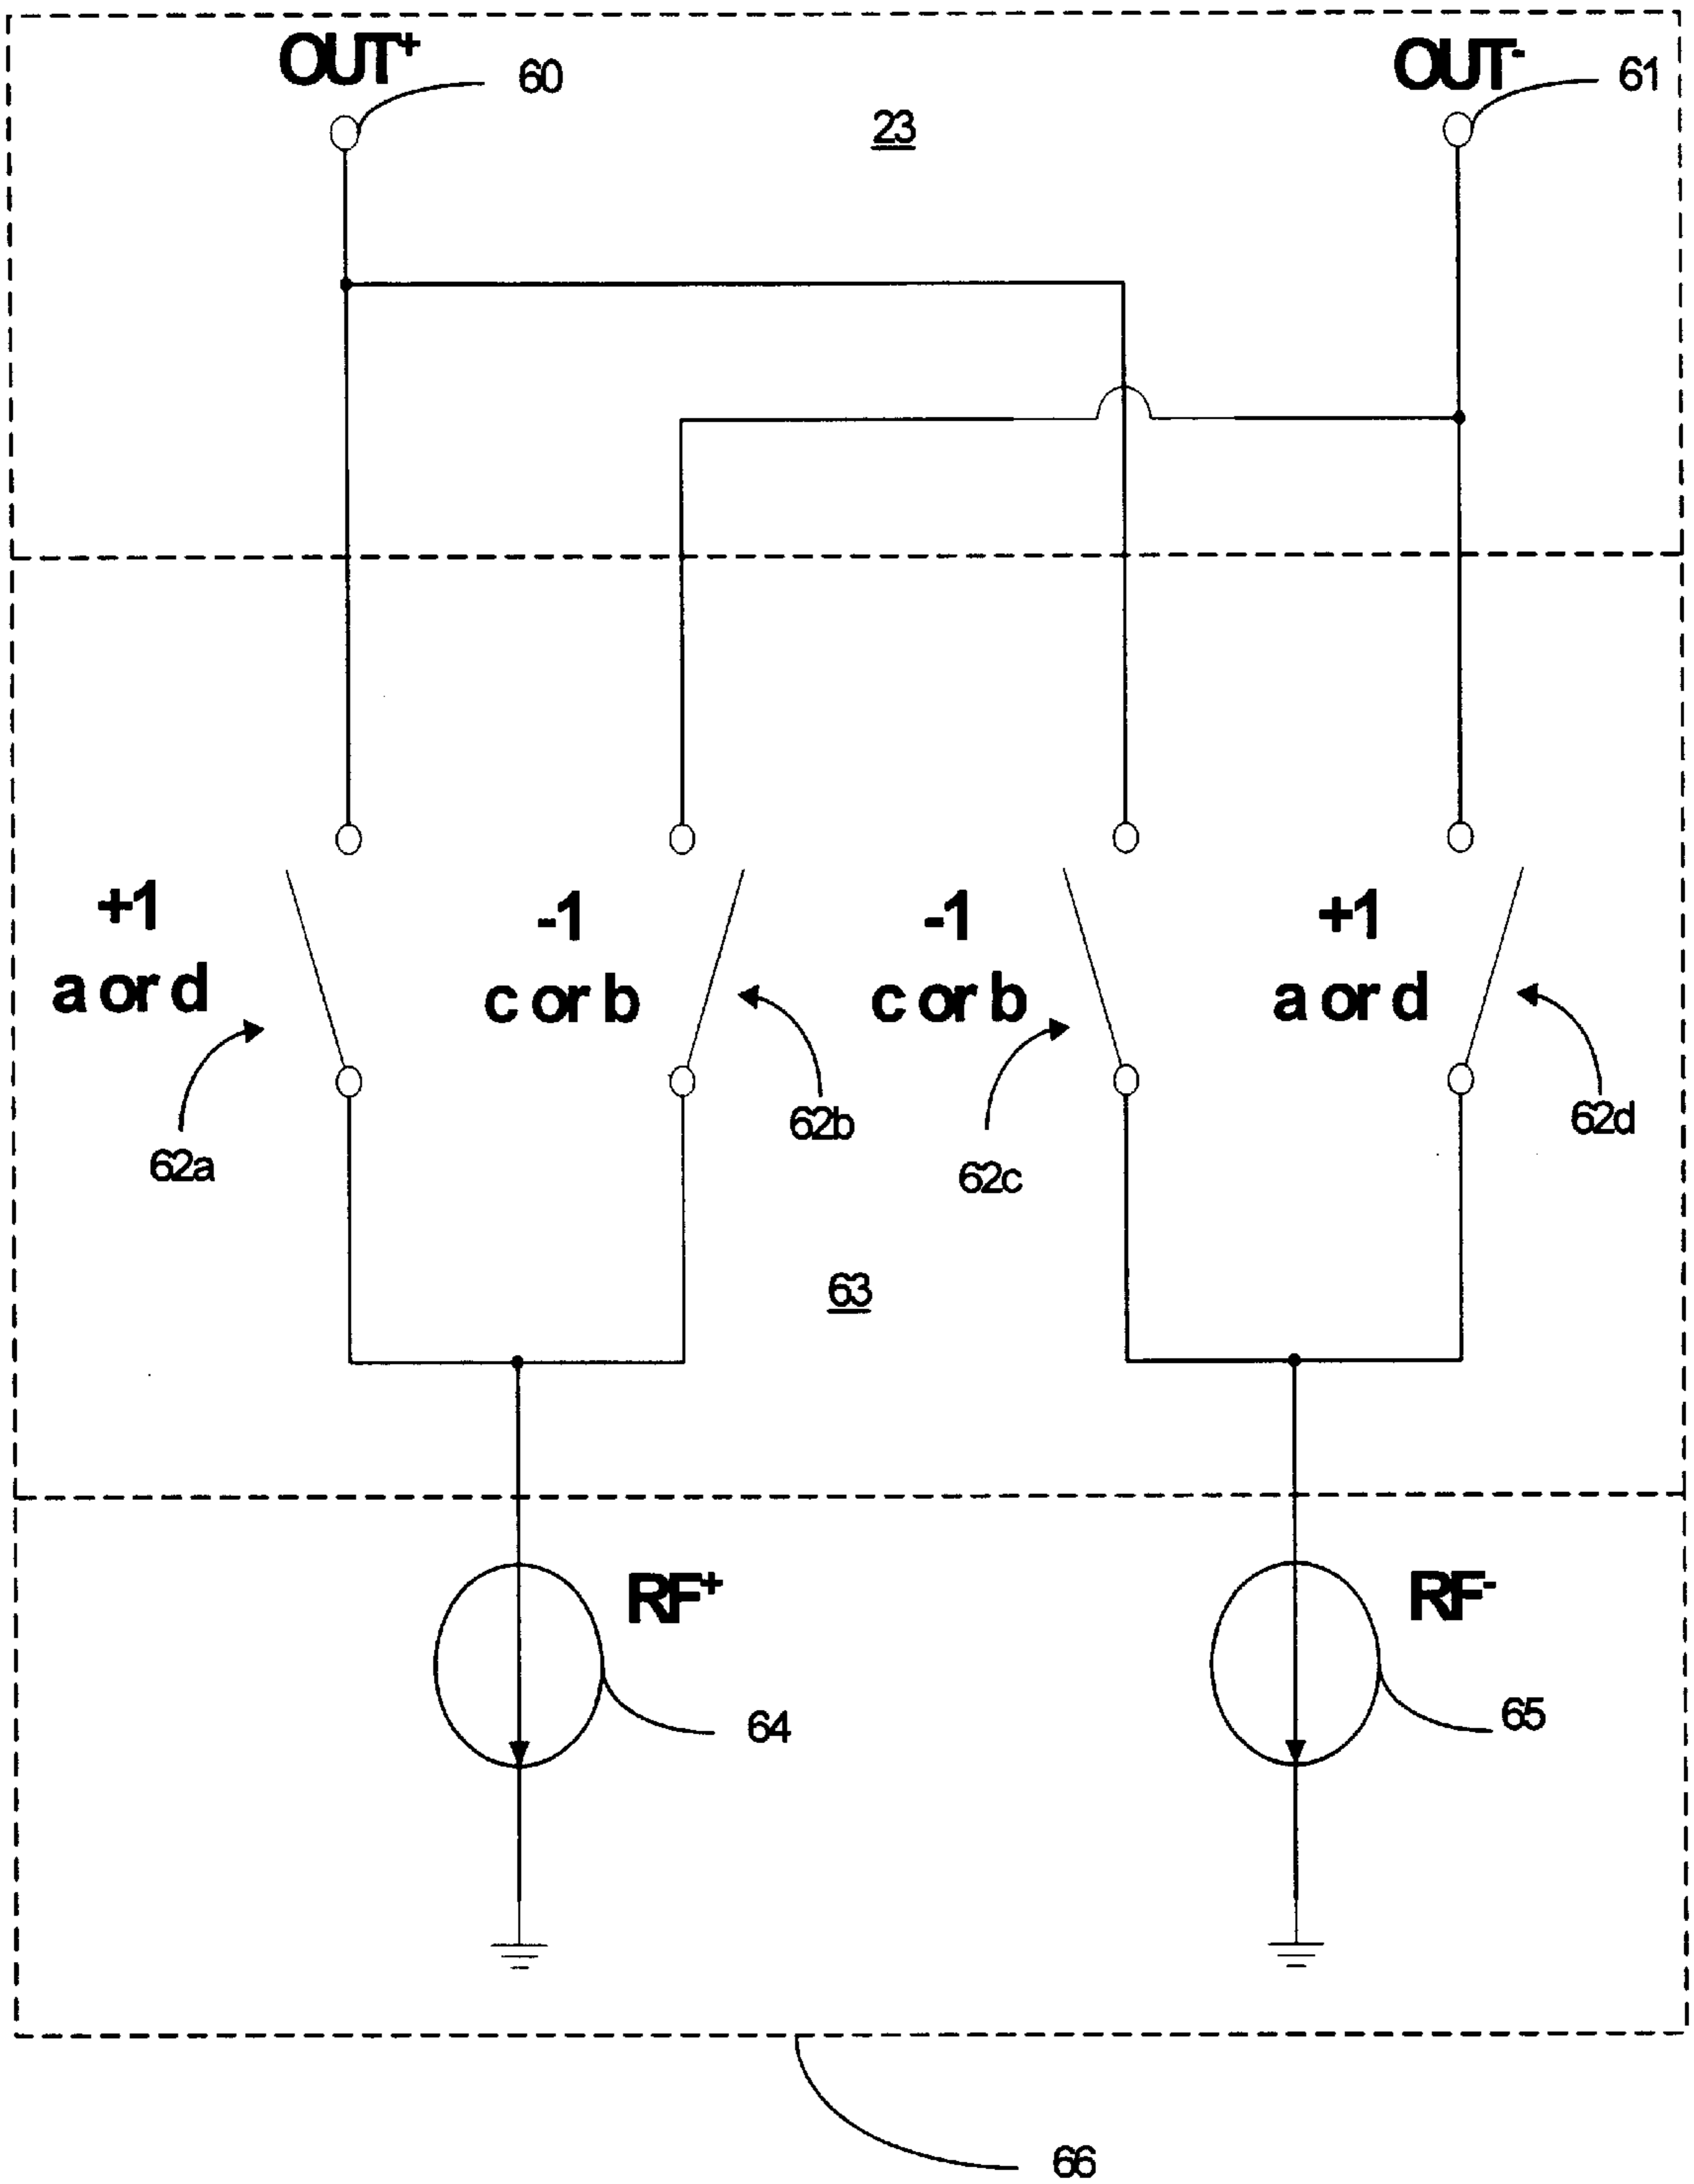 OUT+
60
23
OUT-
61
+1
a or d
-1
c or b
-1
c or b
+1
a or d
62a
62b
62c
62d
63
RF+
64
RF-
65
66